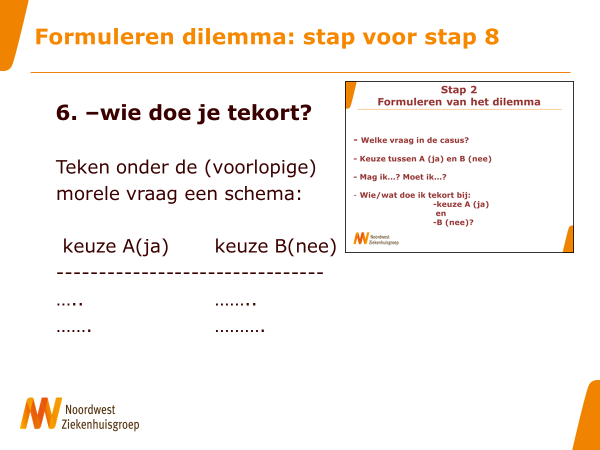 Formuleren dilemma: stap voor stap 8
6. –wie doe je tekort?
Teken onder de (voorlopige)
morele vraag een schema:
keuze A(ja) keuze B(nee)
--------------------------------
….. ……..
……. ……….
Stap 2
Formuleren van het dilemma
- Welke vraag in de casus?
- Keuze tussen A (ja) en B (nee)
- Mag ik…? Moet ik…?
- Wie/wat doe ik tekort bij:
-keuze A (ja)
en
-B (nee)?
Noordwest
Ziekenhuisgroep
Noordwest
Ziekenhuisgroep